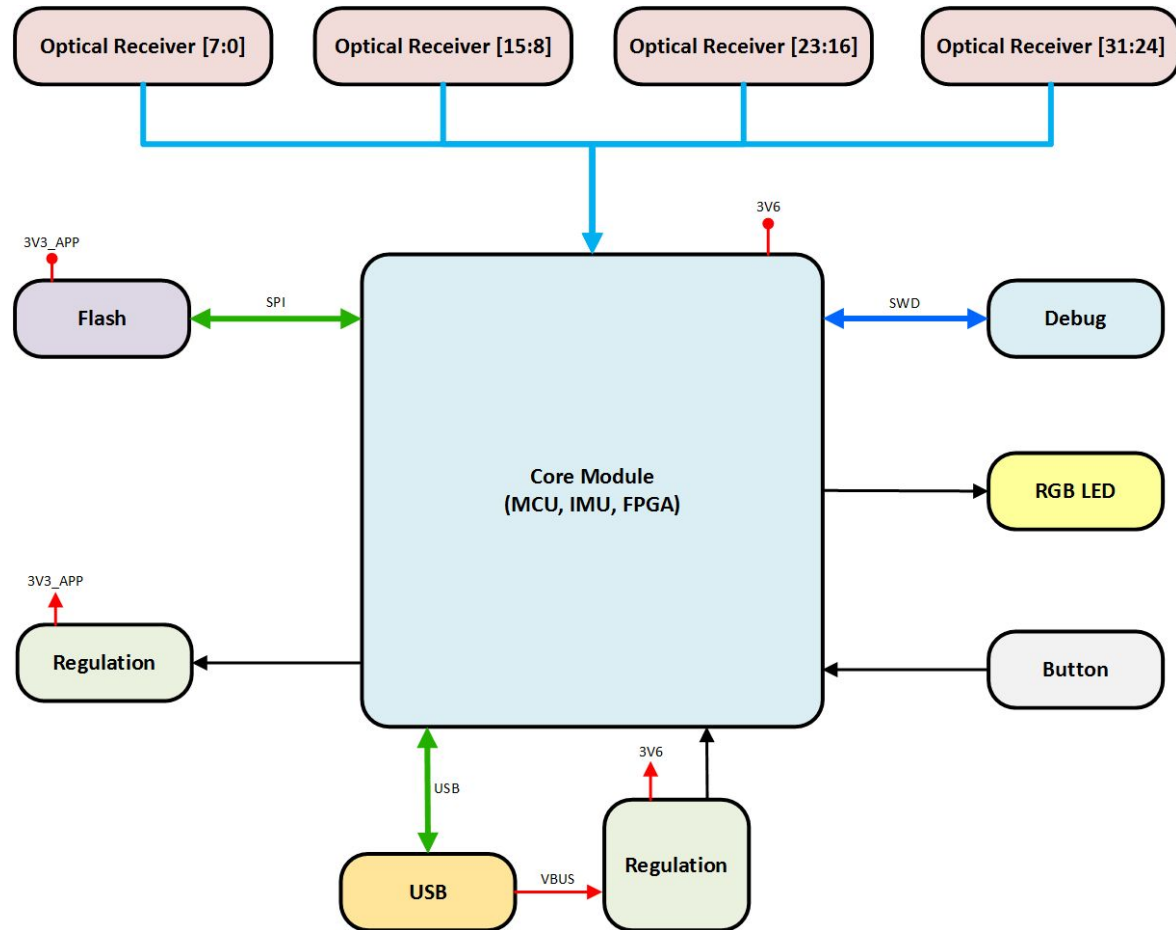 Optical Receiver [7:0]
Optical Receiver [15:8]
Optical Receiver [23:16]
Optical Receiver [31:24]
3V6
3V3_APP
Flash
SPI
SWD
Debug
Core Module
(MCU, IMU, FPGA)
RGB LED
3V3_APP
Regulation
Button
3V6
USB
Regulation
USB
VBUS